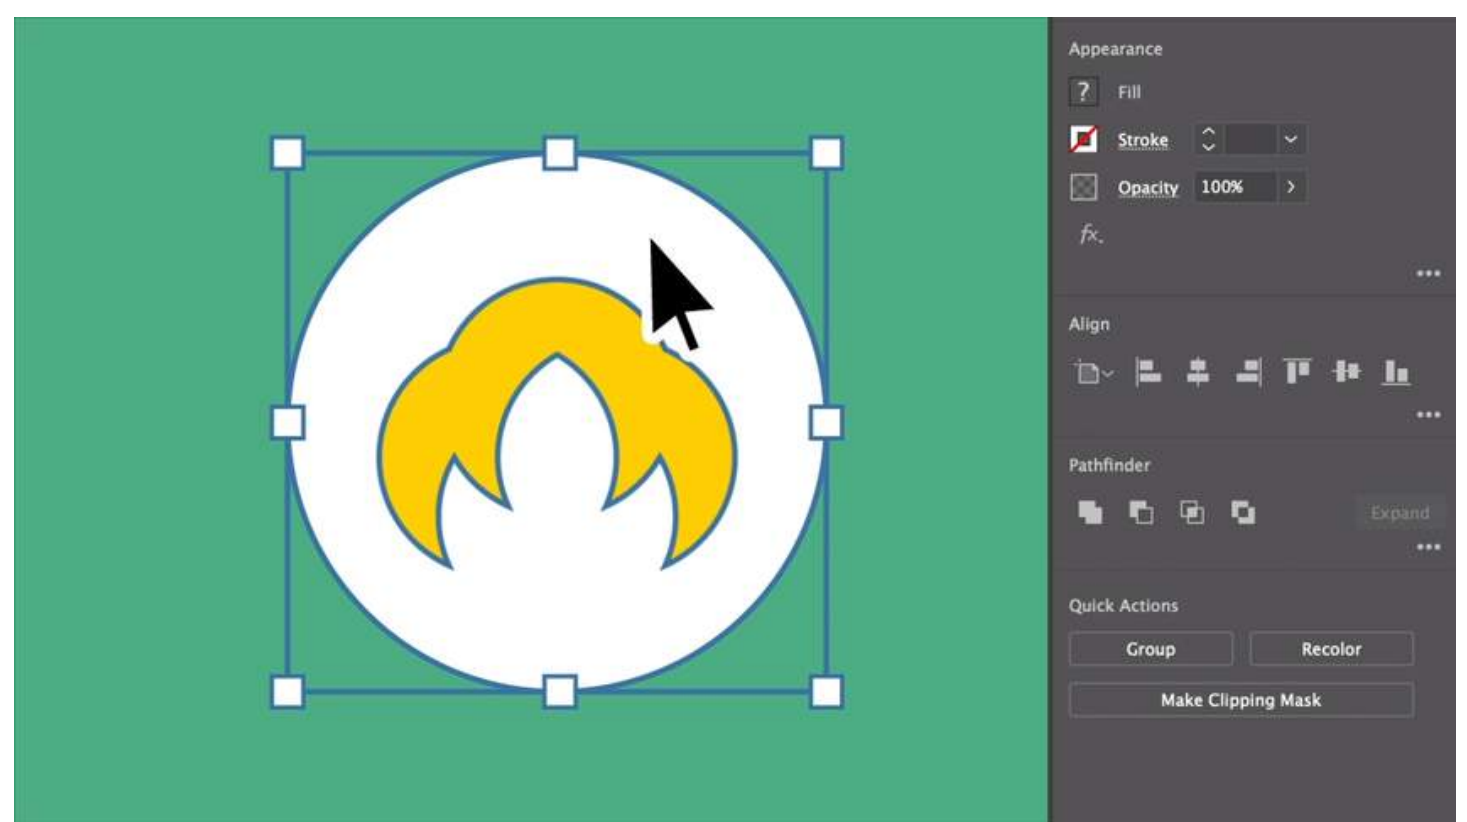 Appearance
? Fill
Stroke
Opacity 100%
fx.
Align
Pathfinder
Expand
Quick Actions
Group Recolor
Make Clipping Mask